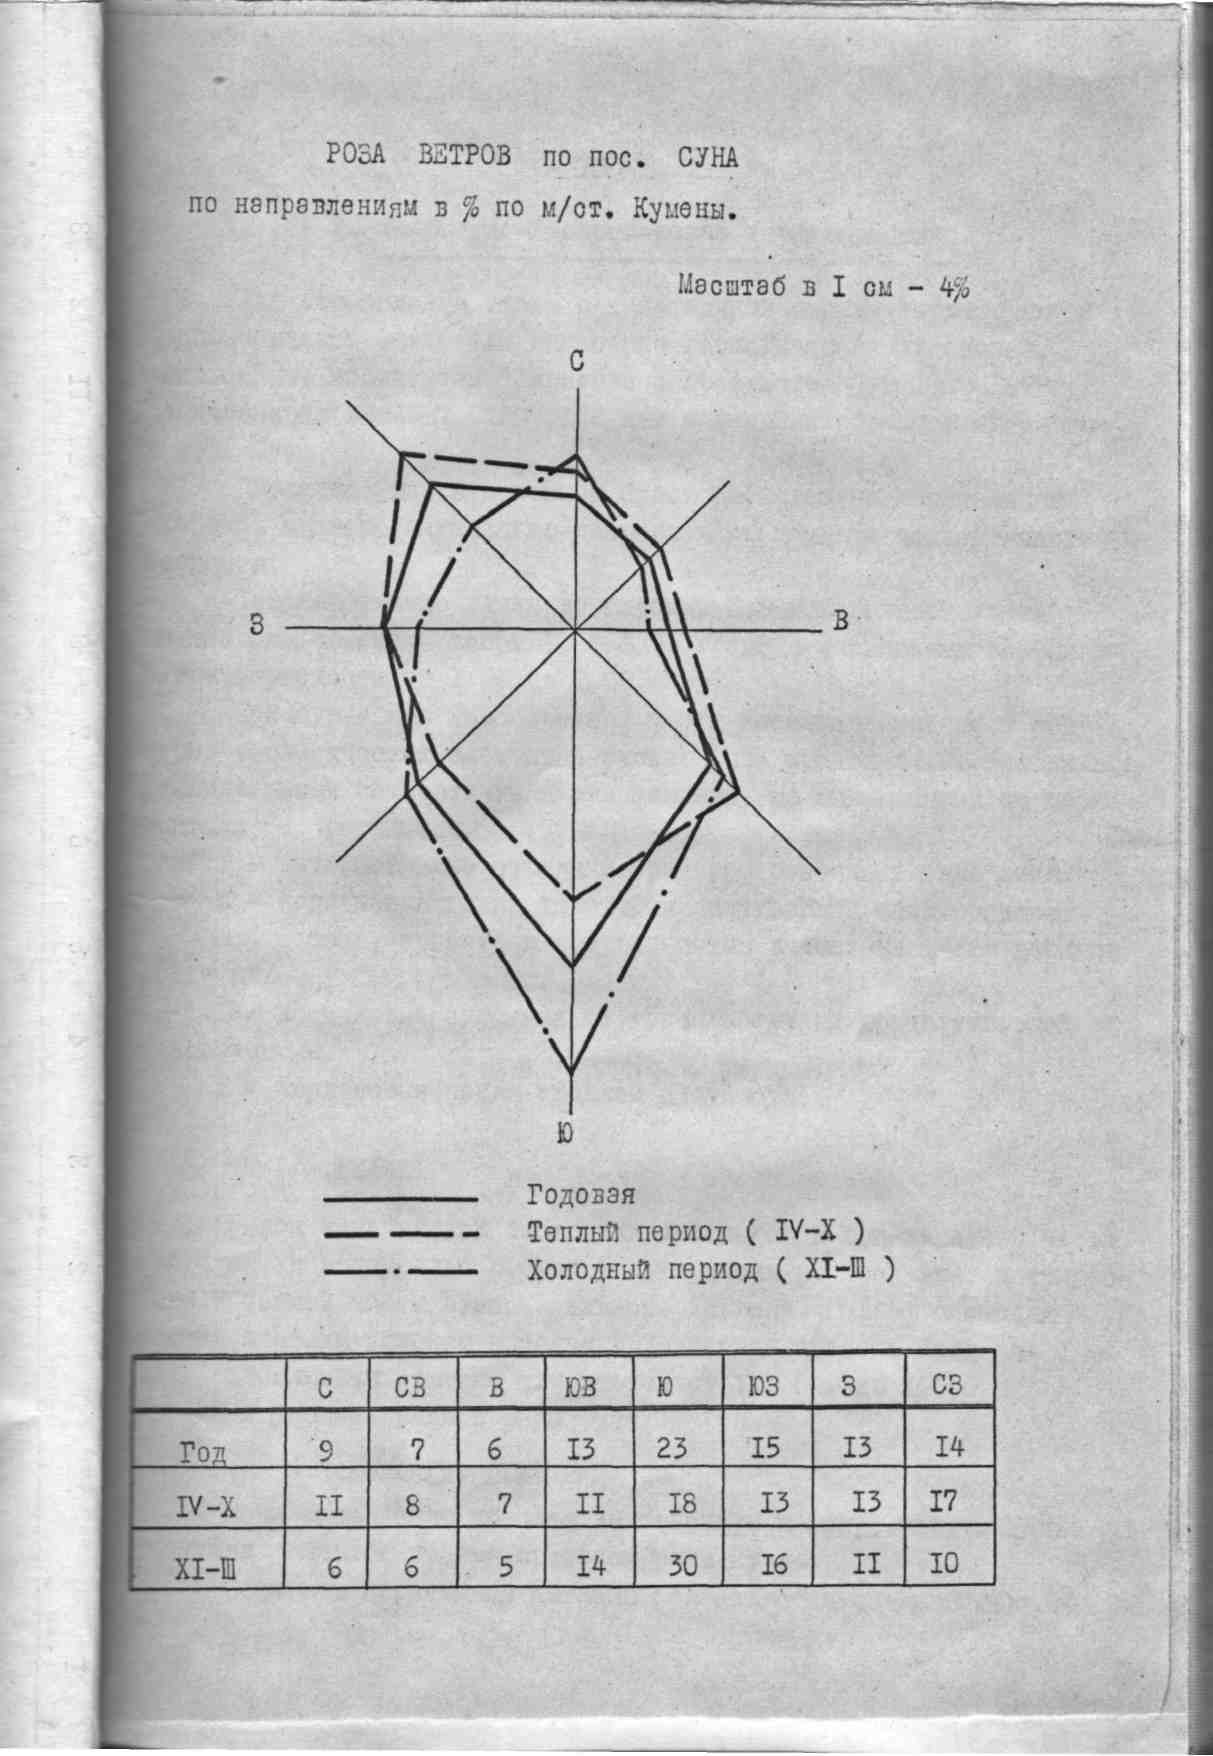 РОЗА ВЕТРОВ по пос. СУНА
по направлениям в % по м/ст. Кумены.
Масштаб в I см - 4%
С
З
В
Ю
Годовая
Теплый период ( IV-X )
Холодный период ( XI-III )
С СВ В ЮВ Ю ЮЗ З СЗ
Год 9 7 6 I3 23 I5 I3 I4
IV-X II 8 7 II I8 I3 I3 I7
XI-III 6 6 5 I4 30 I6 II I0